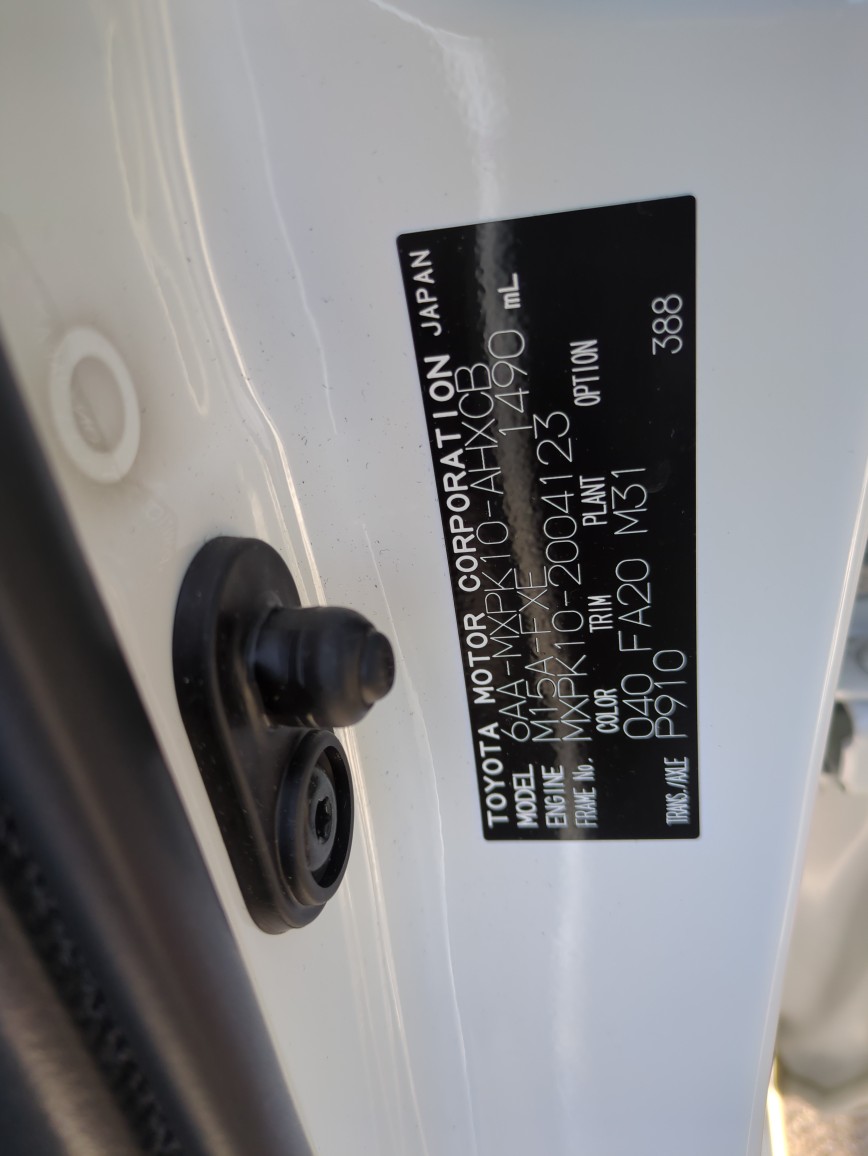 TOYOTA MOTOR CORPORATION JAPAN
MODEL 6AA-MXPK10-AHXCB
ENGINE M15A-FXE 1490 mL
FRAME No. MXPK10-2004123
COLOR TRIM PLANT OPTION
040 FA20 M31
TRANS./AXLE P910 388